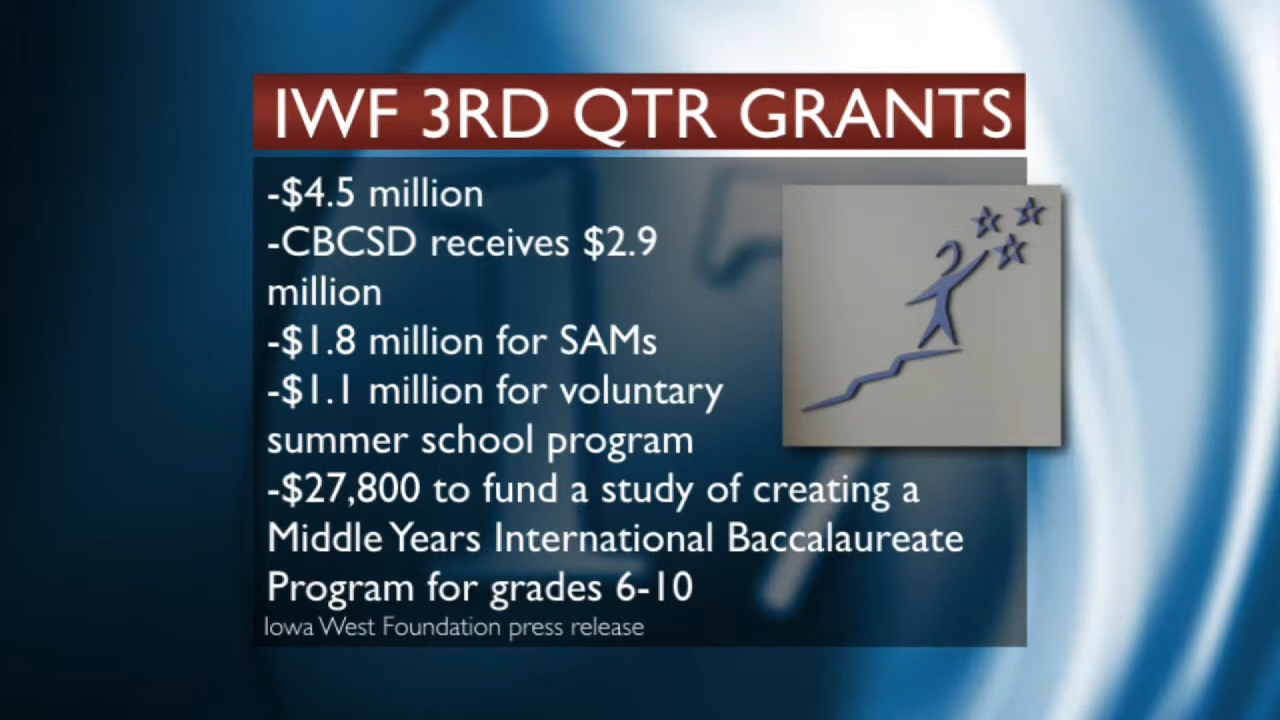 IWF 3RD QTR GRANTS
-$4.5 million
-CBCSD receives $2.9
million
-$1.8 million for SAMs
-$1.1 million for voluntary
summer school program
-$27,800 to fund a study of creating a
Middle Years International Baccalaureate
Program for grades 6-10
Iowa West Foundation press release